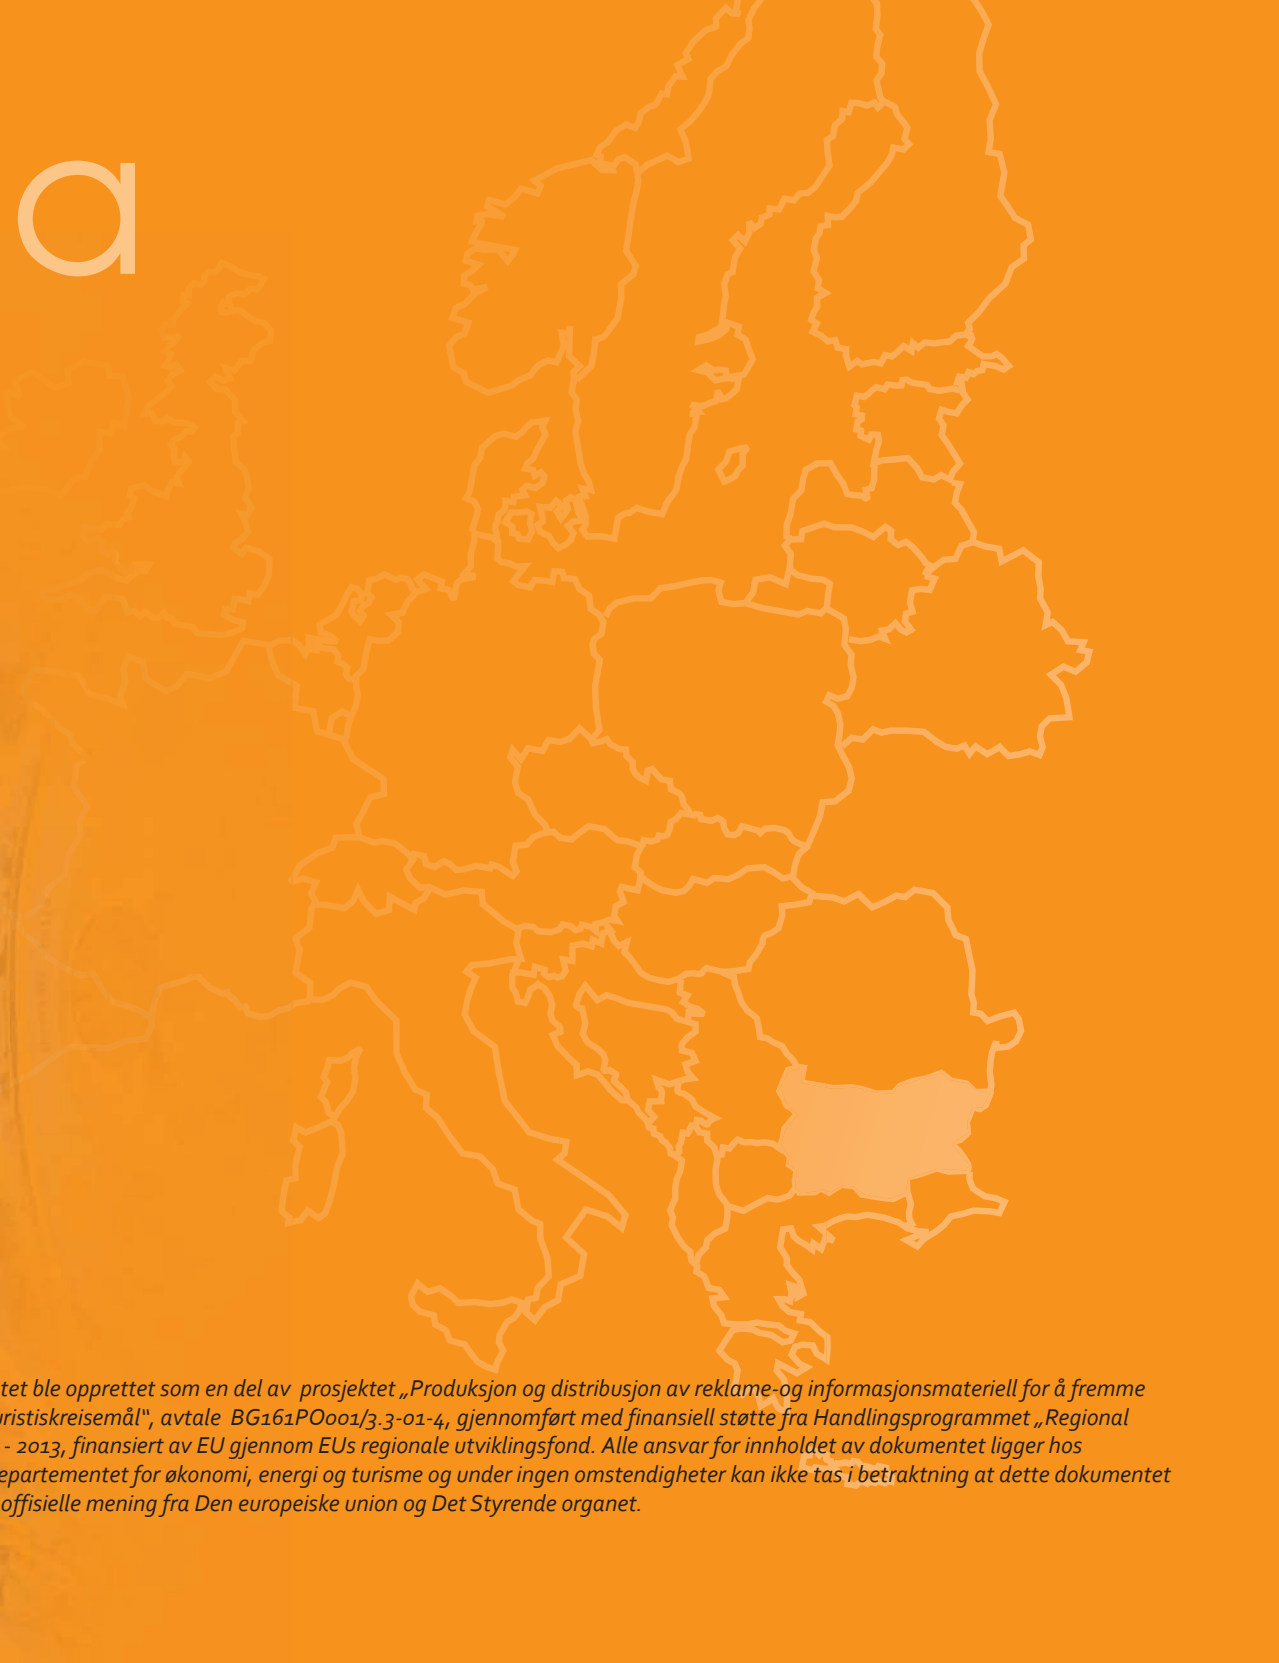 a
tet ble opprettet som en del av prosjektet „Produksjon og distribusjon av reklame-og informasjonsmateriell for å fremme
uristiskreisemål“, avtale BG161PO001/3.3-01-4, gjennomført med finansiell støtte fra Handlingsprogrammet „Regional
- 2013, finansiert av EU gjennom EUs regionale utviklingsfond. Alle ansvar for innholdet av dokumentet ligger hos
epartementet for økonomi, energi og turisme og under ingen omstendigheter kan ikke tas i betraktning at dette dokumentet
offisielle mening fra Den europeiske union og Det Styrende organet.